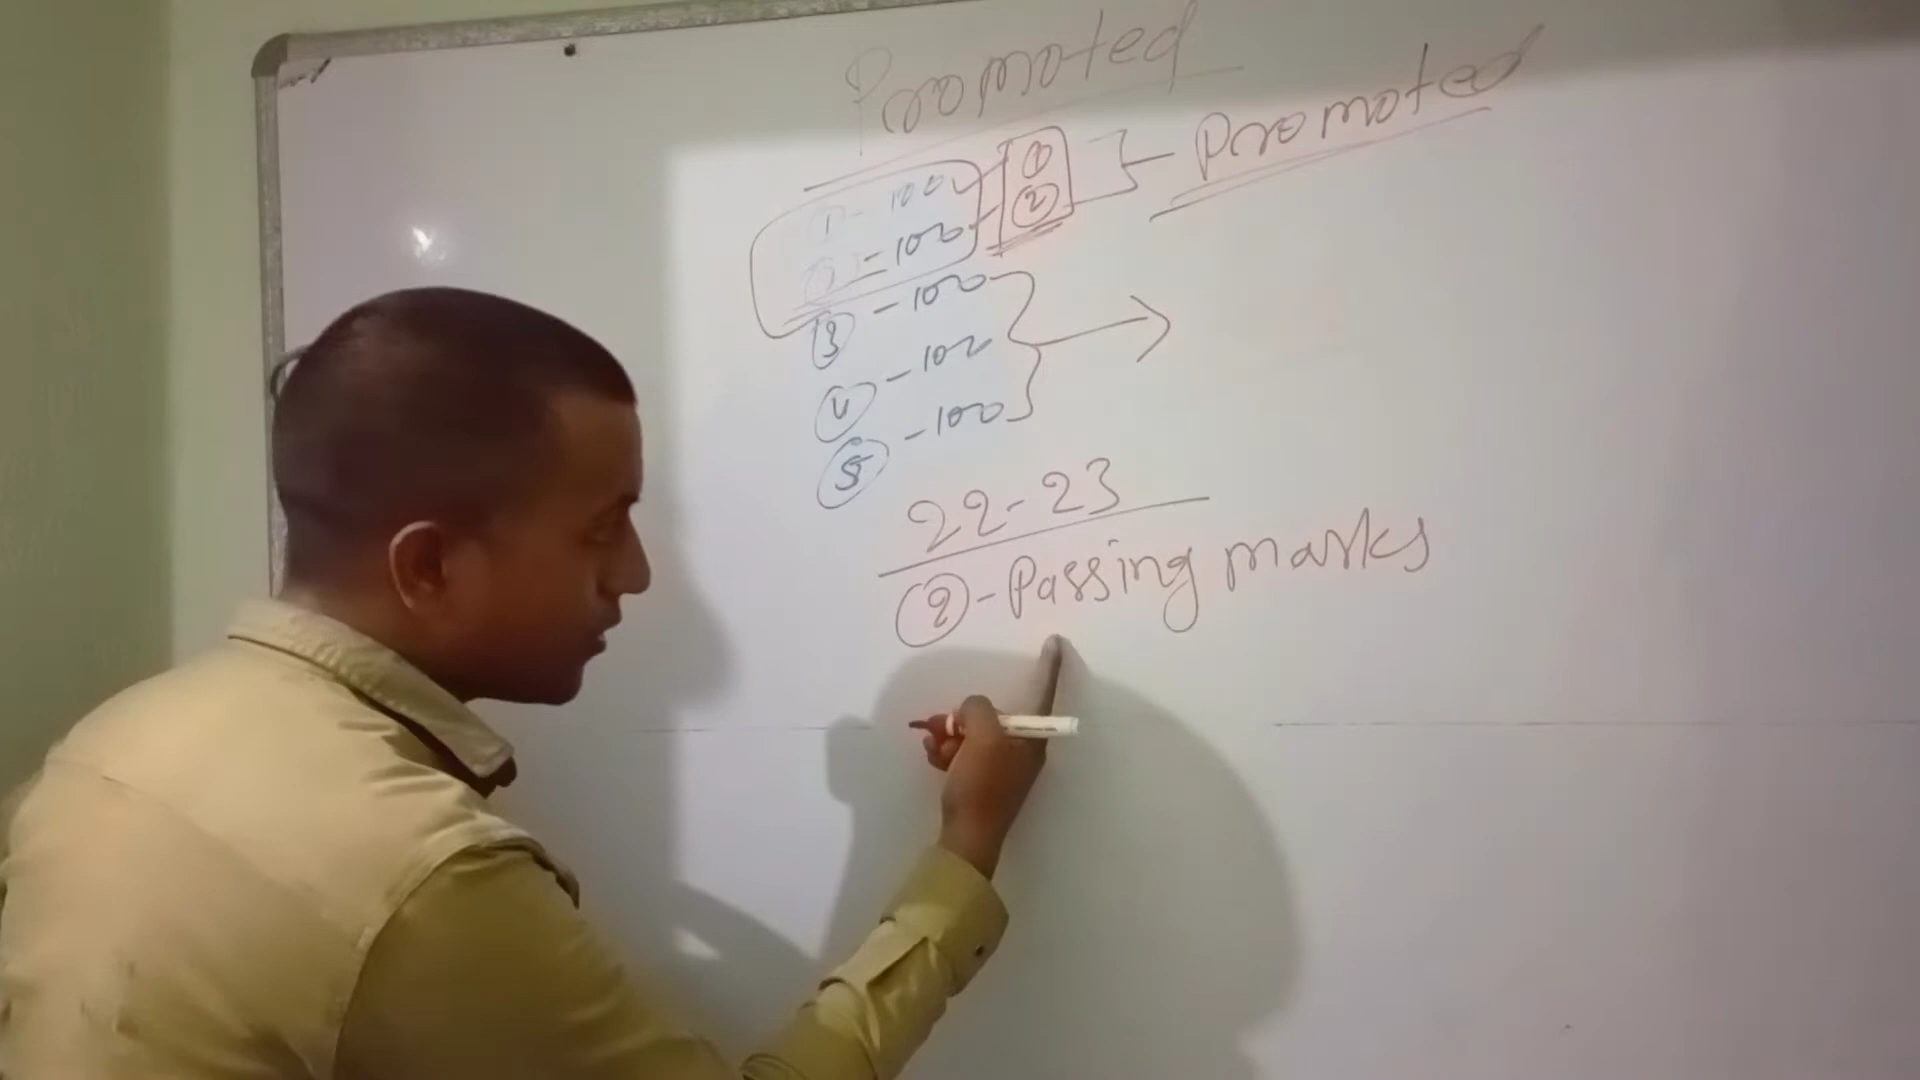 Promoted
1 - 100 ①
② - 100 ② Promoted
③ - 100
④ - 100
⑤ - 100
22-23
② - Passing marks